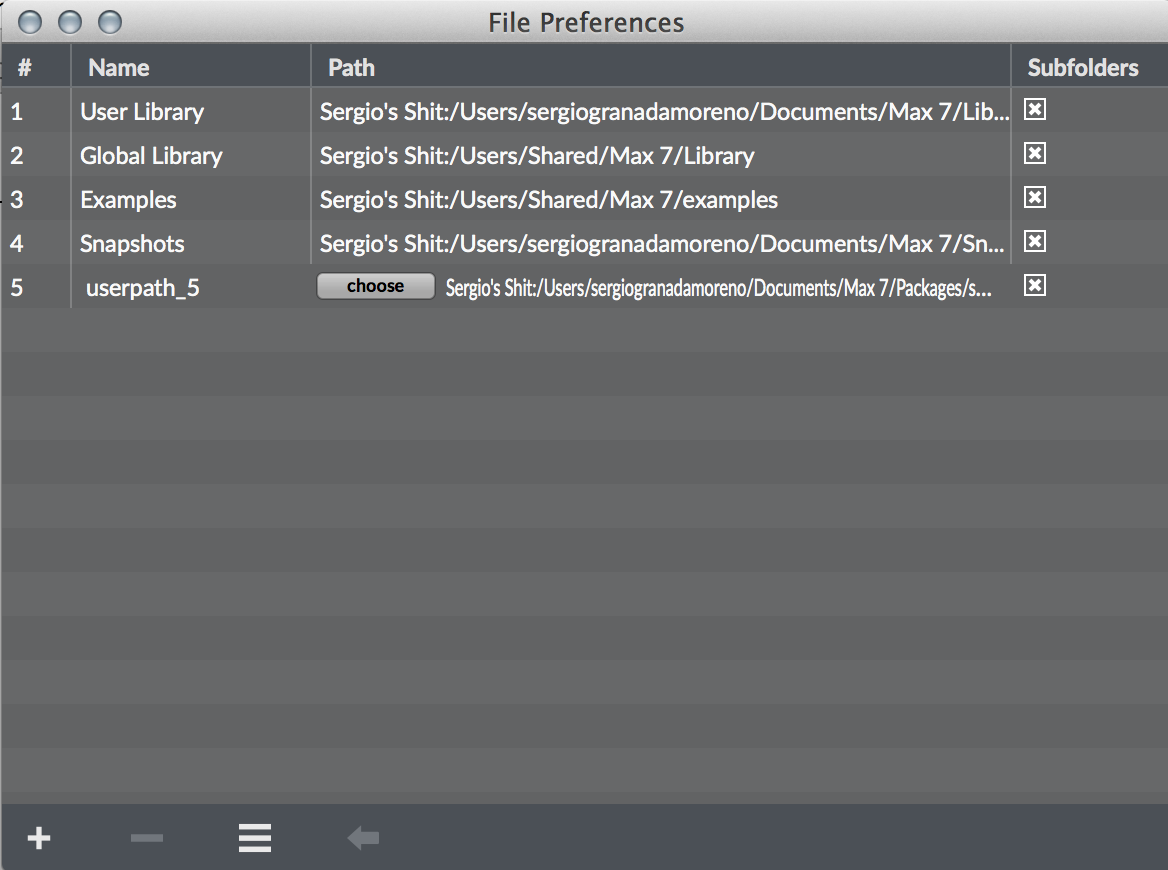 File Preferences
# Name Path Subfolders
1 User Library Sergio's Shit:/Users/sergiogranadamoreno/Documents/Max 7/Lib...
2 Global Library Sergio's Shit:/Users/Shared/Max 7/Library
3 Examples Sergio's Shit:/Users/Shared/Max 7/examples
4 Snapshots Sergio's Shit:/Users/sergiogranadamoreno/Documents/Max 7/Sn...
5 userpath_5 choose Sergio's Shit:/Users/sergiogranadamoreno/Documents/Max 7/Packages/s...